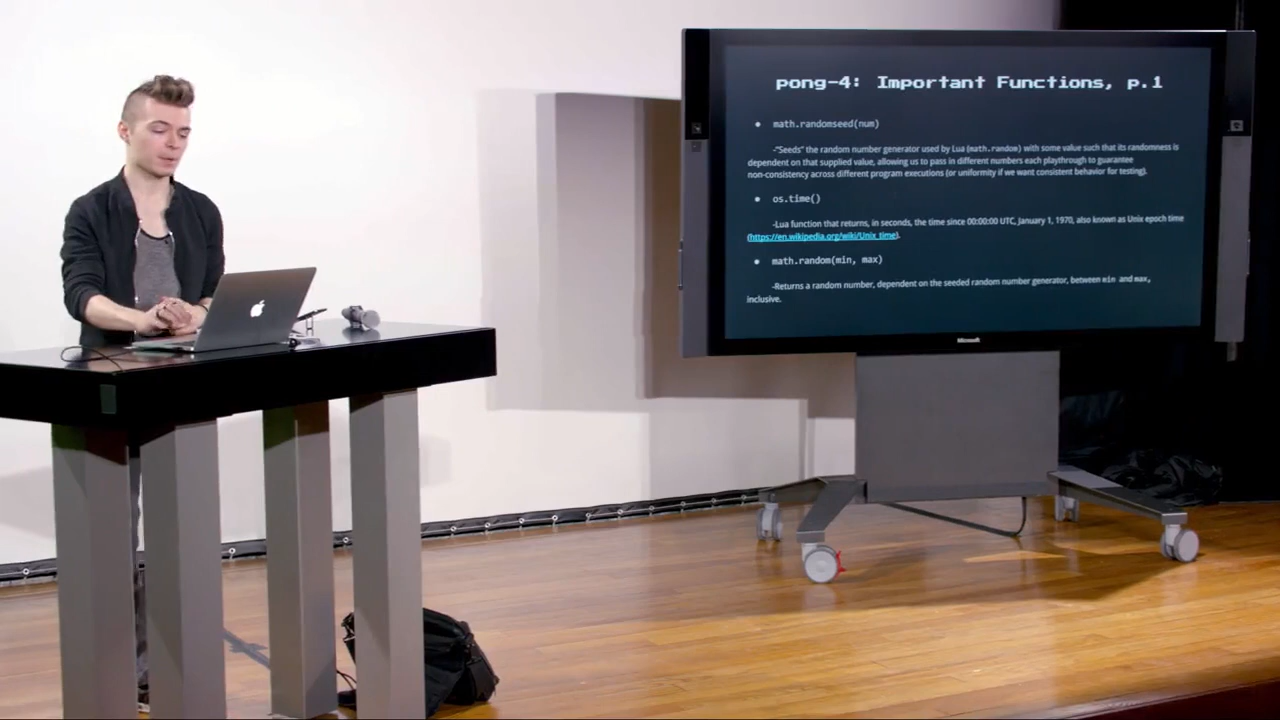 pong-4: Important Functions, p.1
• math.randomseed(num)
-"Seeds" the random number generator used by Lua (math.random) with some value such that its randomness is
dependent on that supplied value, allowing us to pass in different numbers each playthrough to guarantee
non-consistency across different program executions (or uniformity if we want consistent behavior for testing).
• os.time()
-Lua function that returns, in seconds, the time since 00:00:00 UTC, January 1, 1970, also known as Unix epoch time
(https://en.wikipedia.org/wiki/Unix_time).
• math.random(min, max)
-Returns a random number, dependent on the seeded random number generator, between min and max,
inclusive.
Microsoft